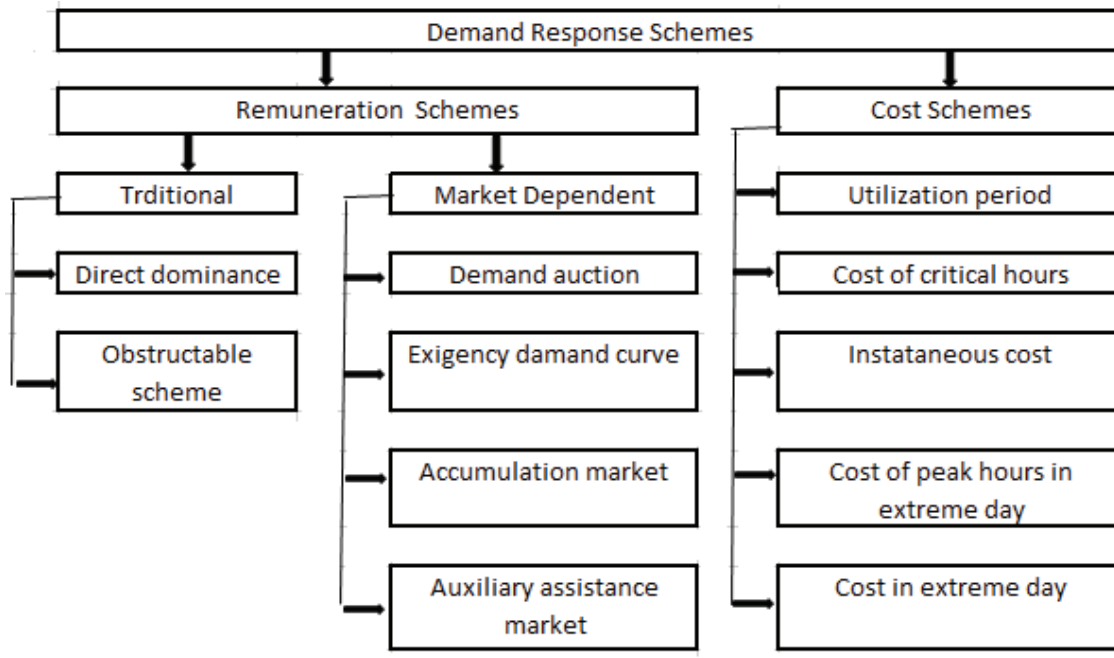 Demand Response Schemes
Remuneration Schemes
Cost Schemes
Trditional
Market Dependent
Utilization period
Direct dominance
Demand auction
Cost of critical hours
Obstructable
scheme
Exigency damand curve
Instataneous cost
Accumulation market
Cost of peak hours in
extreme day
Auxiliary assistance
market
Cost in extreme day